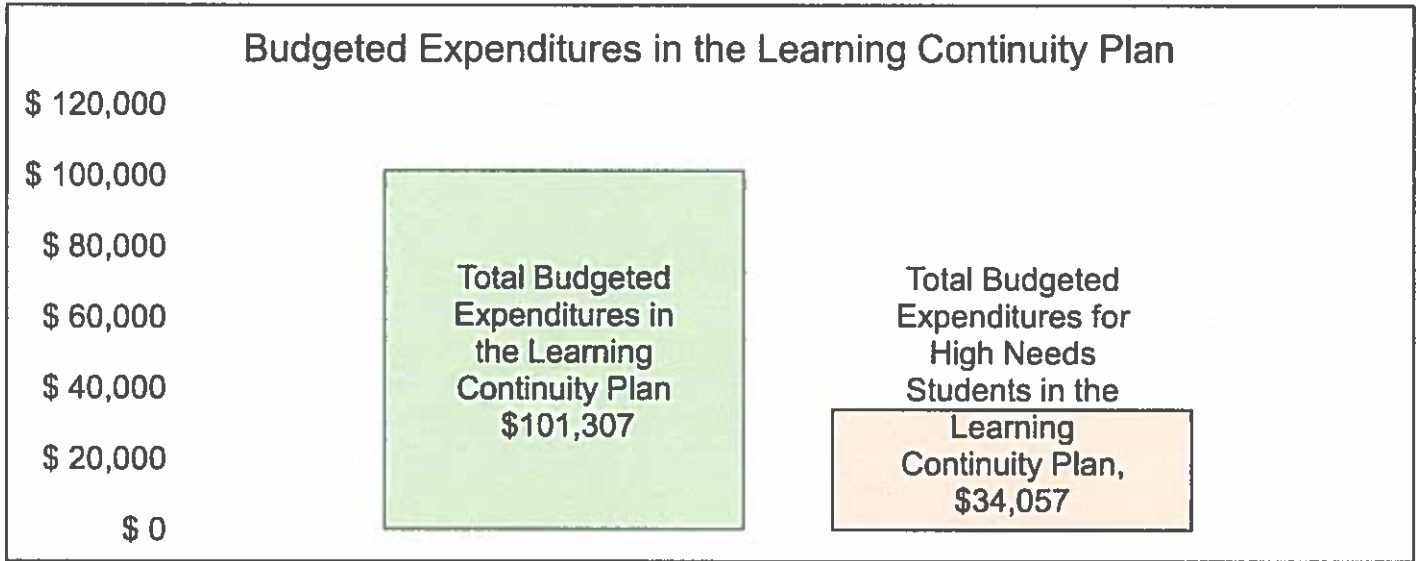 Budgeted Expenditures in the Learning Continuity Plan
$ 120,000
$ 100,000
$ 80,000
$ 60,000
$ 40,000
$ 20,000
$ 0
Total Budgeted
Expenditures in
the Learning
Continuity Plan
$101,307
Total Budgeted
Expenditures for
High Needs
Students in the
Learning
Continuity Plan,
$34,057